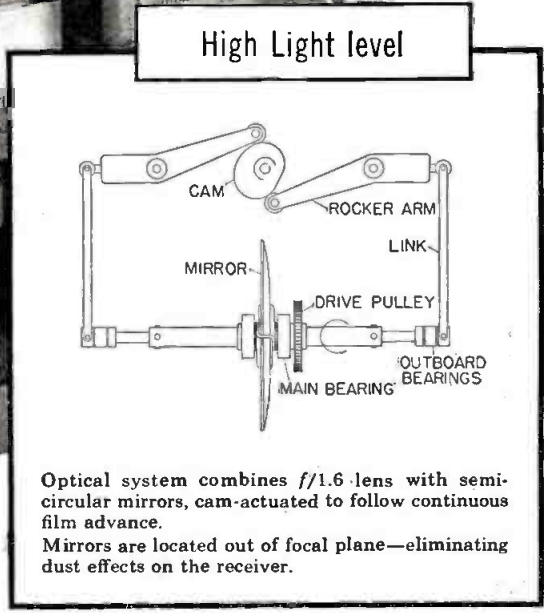 High Light level
CAM
ROCKER ARM
LINK
MIRROR
DRIVE PULLEY
OUTBOARD
BEARINGS
MAIN BEARING
Optical system combines f/1.6 lens with semi-
circular mirrors, cam-actuated to follow continuous
film advance.
Mirrors are located out of focal plane—eliminating
dust effects on the receiver.